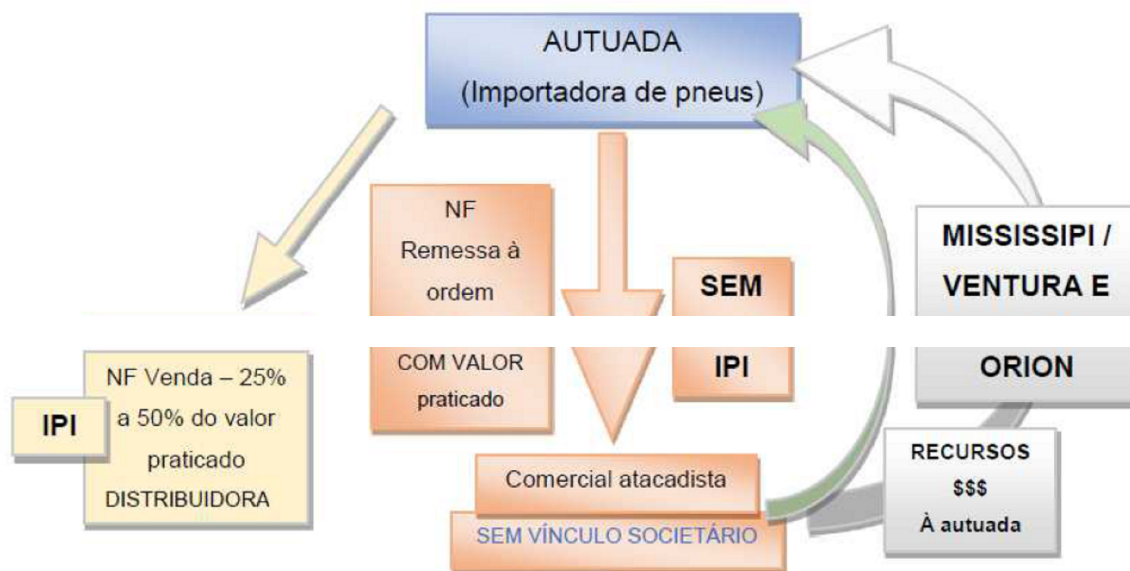 AUTUADA
(Importadora de pneus)
NF
Remessa à
ordem
COM VALOR
praticado
SEM
IPI
MISSISSIPI /
VENTURA E
ORION
IPI
NF Venda – 25%
a 50% do valor
praticado
DISTRIBUIDORA
Comercial atacadista
SEM VÍNCULO SOCIETÁRIO
RECURSOS
$$$
À autuada